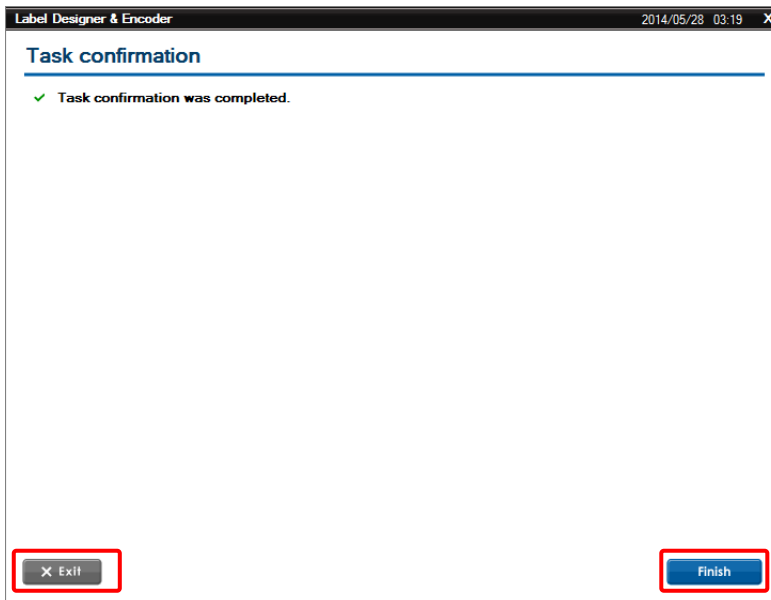 Label Designer & Encoder 2014/05/28 03:19 X
Task confirmation
✓ Task confirmation was completed.
X Exit Finish